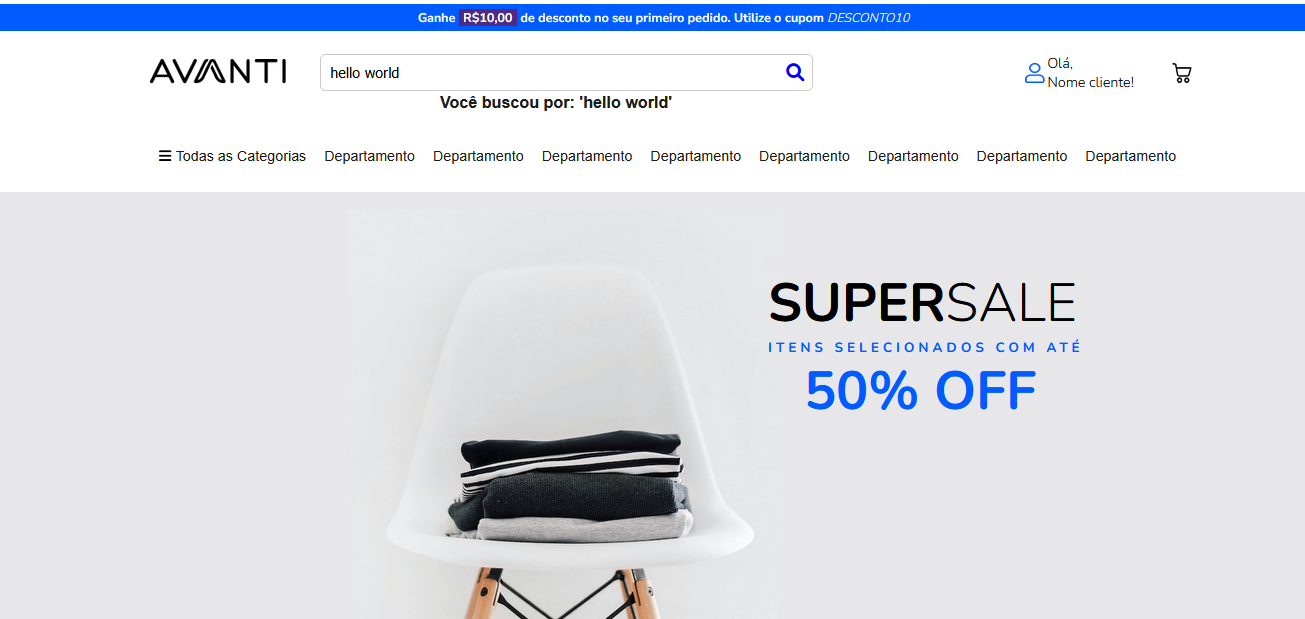 Ganhe R$10,00 de desconto no seu primeiro pedido. Utilize o cupom DESCONTO10
AVANTI
hello world
Olá,
Nome cliente!
Você buscou por: 'hello world'
Todas as Categorias Departamento Departamento Departamento Departamento Departamento Departamento Departamento Departamento
SUPERSALE
ITENS SELECIONADOS COM ATÉ
50% OFF